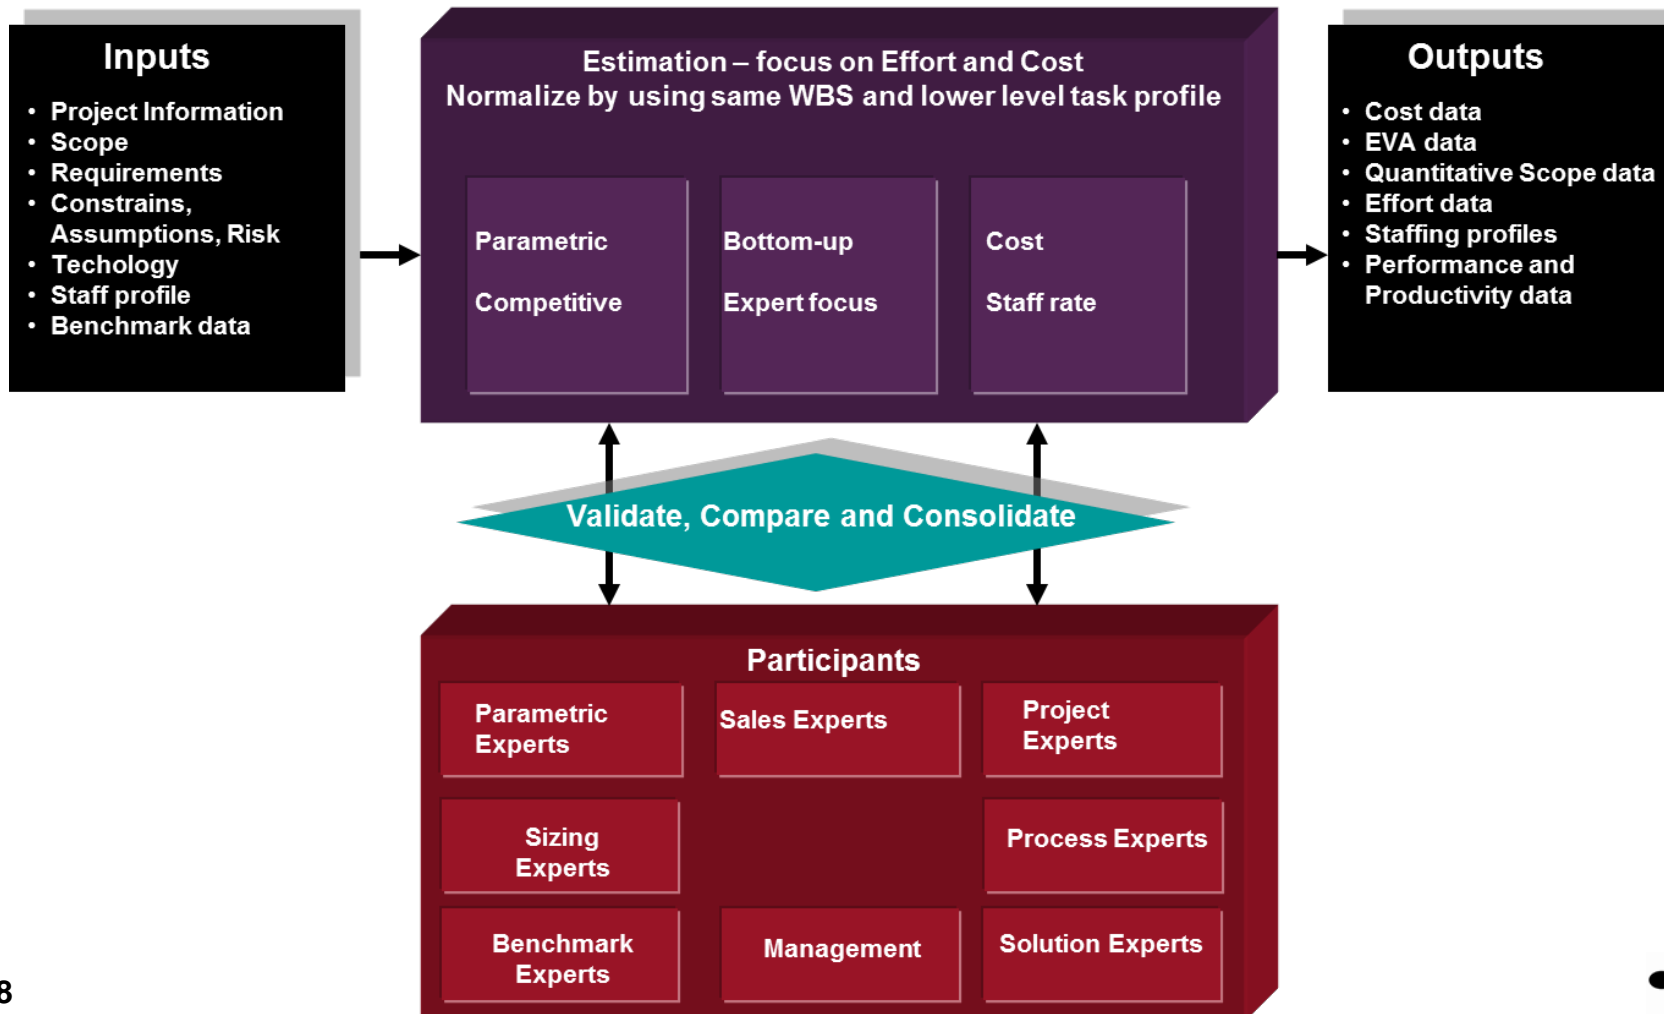 Inputs
• Project Information
• Scope
• Requirements
• Constrains,
Assumptions, Risk
• Techology
• Staff profile
• Benchmark data
Estimation – focus on Effort and Cost
Normalize by using same WBS and lower level task profile
Parametric
Competitive
Bottom-up
Expert focus
Cost
Staff rate
Outputs
• Cost data
• EVA data
• Quantitative Scope data
• Effort data
• Staffing profiles
• Performance and
Productivity data
Validate, Compare and Consolidate
Participants
Parametric
Experts
Sales Experts
Project
Experts
Sizing
Experts
Process Experts
Benchmark
Experts
Management
Solution Experts
8